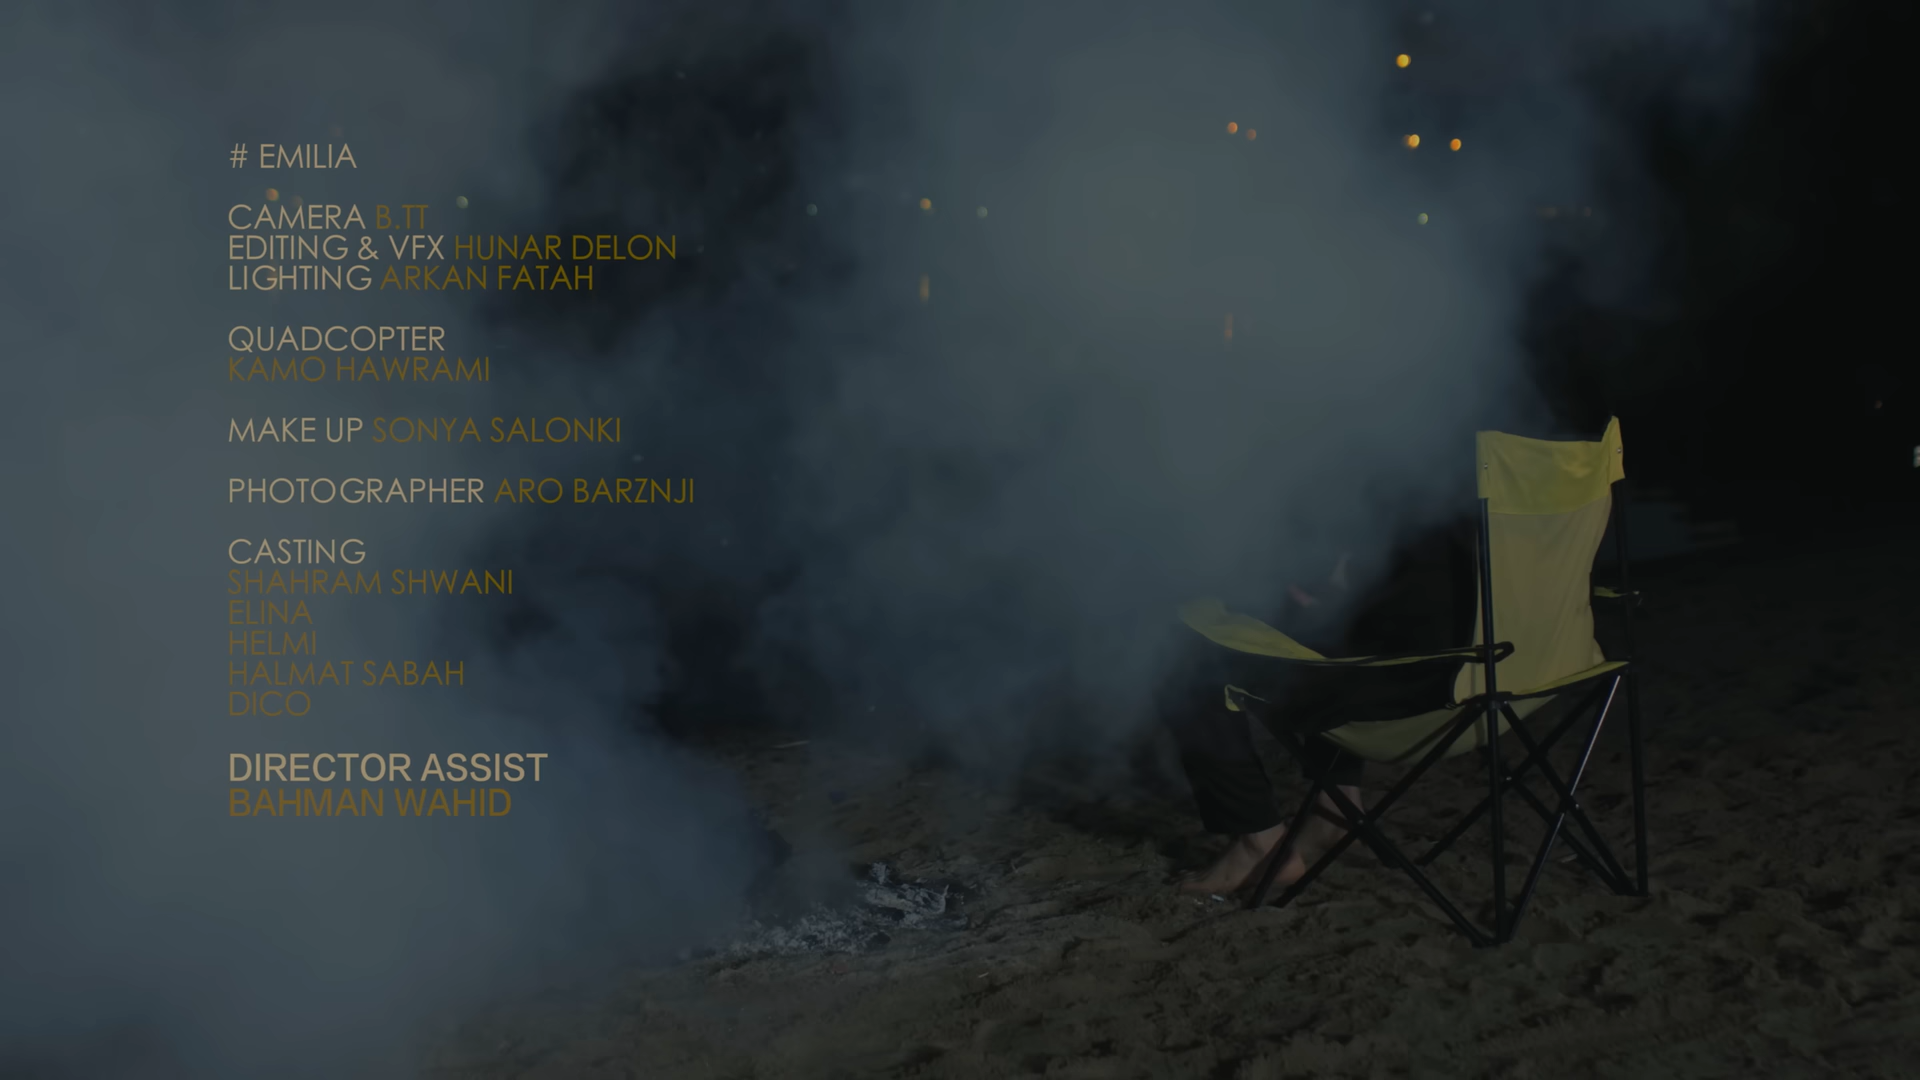 # EMILIA
CAMERA B.TT
EDITING & VFX HUNAR DELON
LIGHTING ARKAN FATAH
QUADCOPTER
KAMO HAWRAMI
MAKE UP SONYA SALONKI
PHOTOGRAPHER ARO BARZNJI
CASTING
SHAHRAM SHWANI
ELINA
HELMI
HALMAT SABAH
DICO
DIRECTOR ASSIST
BAHMAN WAHID